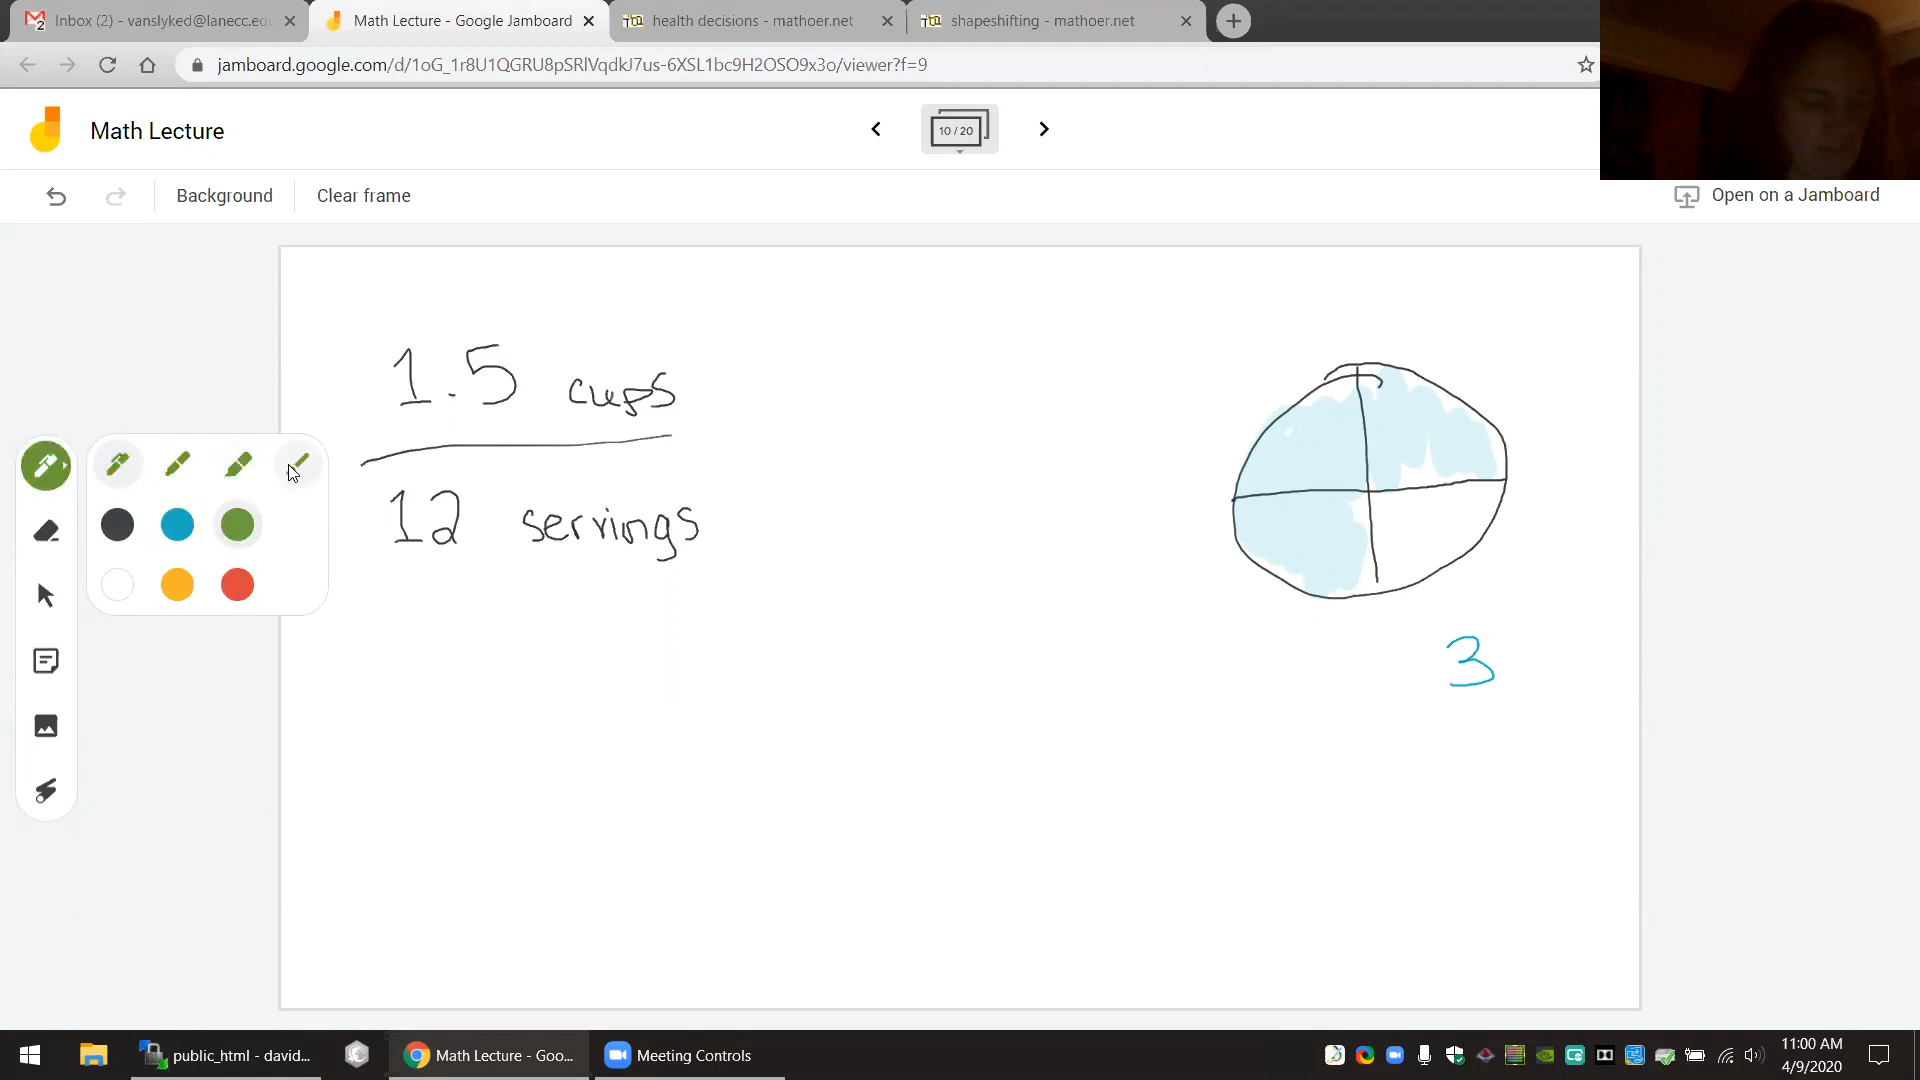 Inbox (2) - vanslyked@lanecc.ed
Math Lecture - Google Jamboard
health decisions - mathoer.net
shapeshifting - mathoer.net
jamboard.google.com/d/1oG_1r8U1QGRU8pSRlVqdkJ7us-6XSL1bc9H2OSO9x3o/viewer?f=9
Math Lecture
10 / 20
Background
Clear frame
Open on a Jamboard
1.5 cups
12 servings
3
public_html - david...
Math Lecture - Goo...
Meeting Controls
11:00 AM
4/9/2020